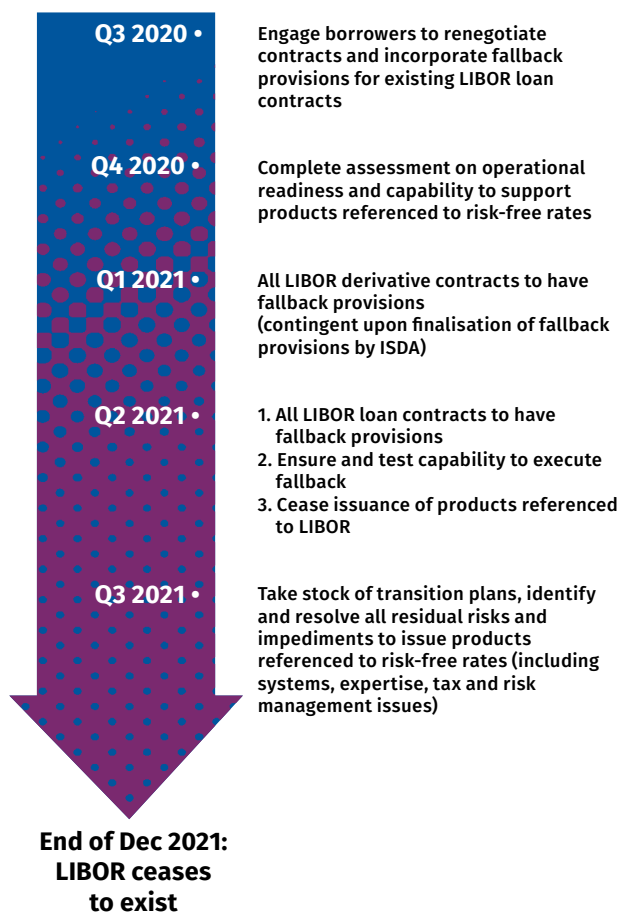 Q3 2020 •
Engage borrowers to renegotiate
contracts and incorporate fallback
provisions for existing LIBOR loan
contracts
Q4 2020 •
Complete assessment on operational
readiness and capability to support
products referenced to risk-free rates
Q1 2021 •
All LIBOR derivative contracts to have
fallback provisions
(contingent upon finalisation of fallback
provisions by ISDA)
Q2 2021 •
1. All LIBOR loan contracts to have
fallback provisions
2. Ensure and test capability to execute
fallback
3. Cease issuance of products referenced
to LIBOR
Q3 2021 •
Take stock of transition plans, identify
and resolve all residual risks and
impediments to issue products
referenced to risk-free rates (including
systems, expertise, tax and risk
management issues)
End of Dec 2021:
LIBOR ceases
to exist